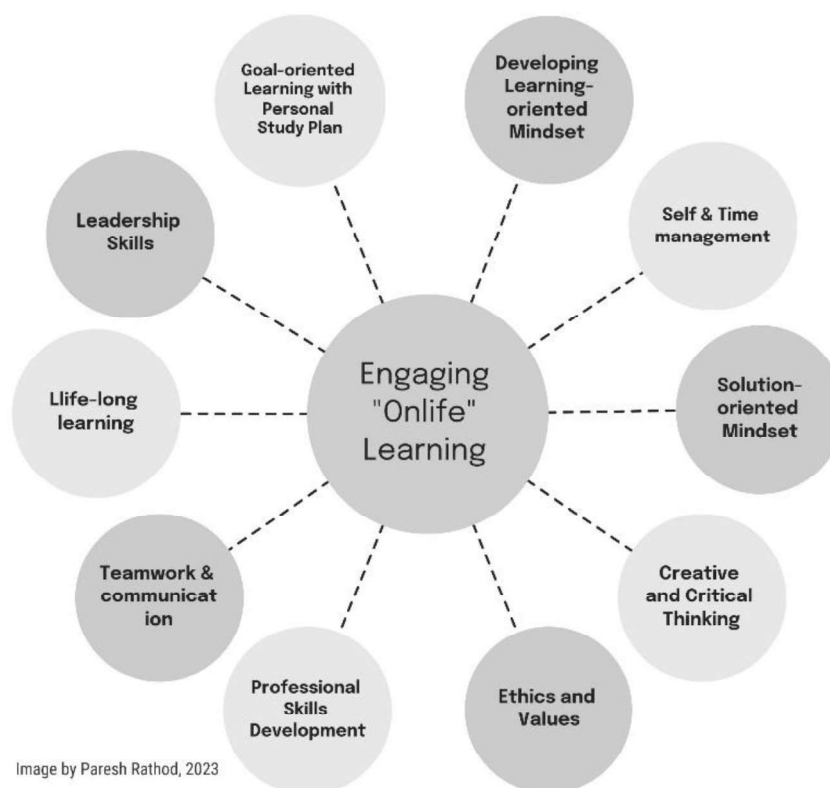 Goal-oriented
Learning with
Personal
Study Plan
Developing
Learning-
oriented
Mindset
Leadership
Skills
Self & Time
management
Engaging
"Onlife"
Learning
Llife-long
learning
Solution-
oriented
Mindset
Teamwork &
communicat
ion
Creative
and Critical
Thinking
Professional
Skills
Development
Ethics and
Values
Image by Paresh Rathod, 2023